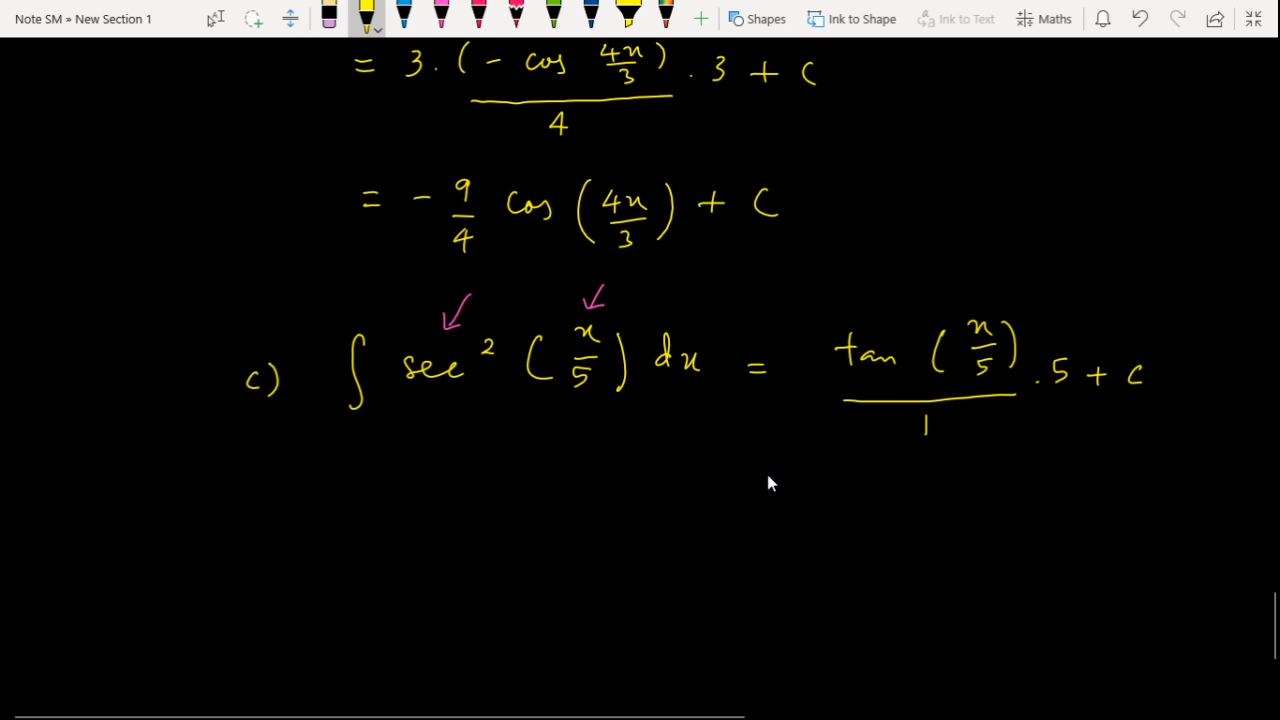 Note SM » New Section 1 Shapes Ink to Shape Ink to Text Maths
= 3 . (- cos 4x/3) / 4 . 3 + C
= - 9/4 cos (4x/3) + C
c) ∫ sec² (x/5) dx = tan (x/5) / 1 . 5 + C